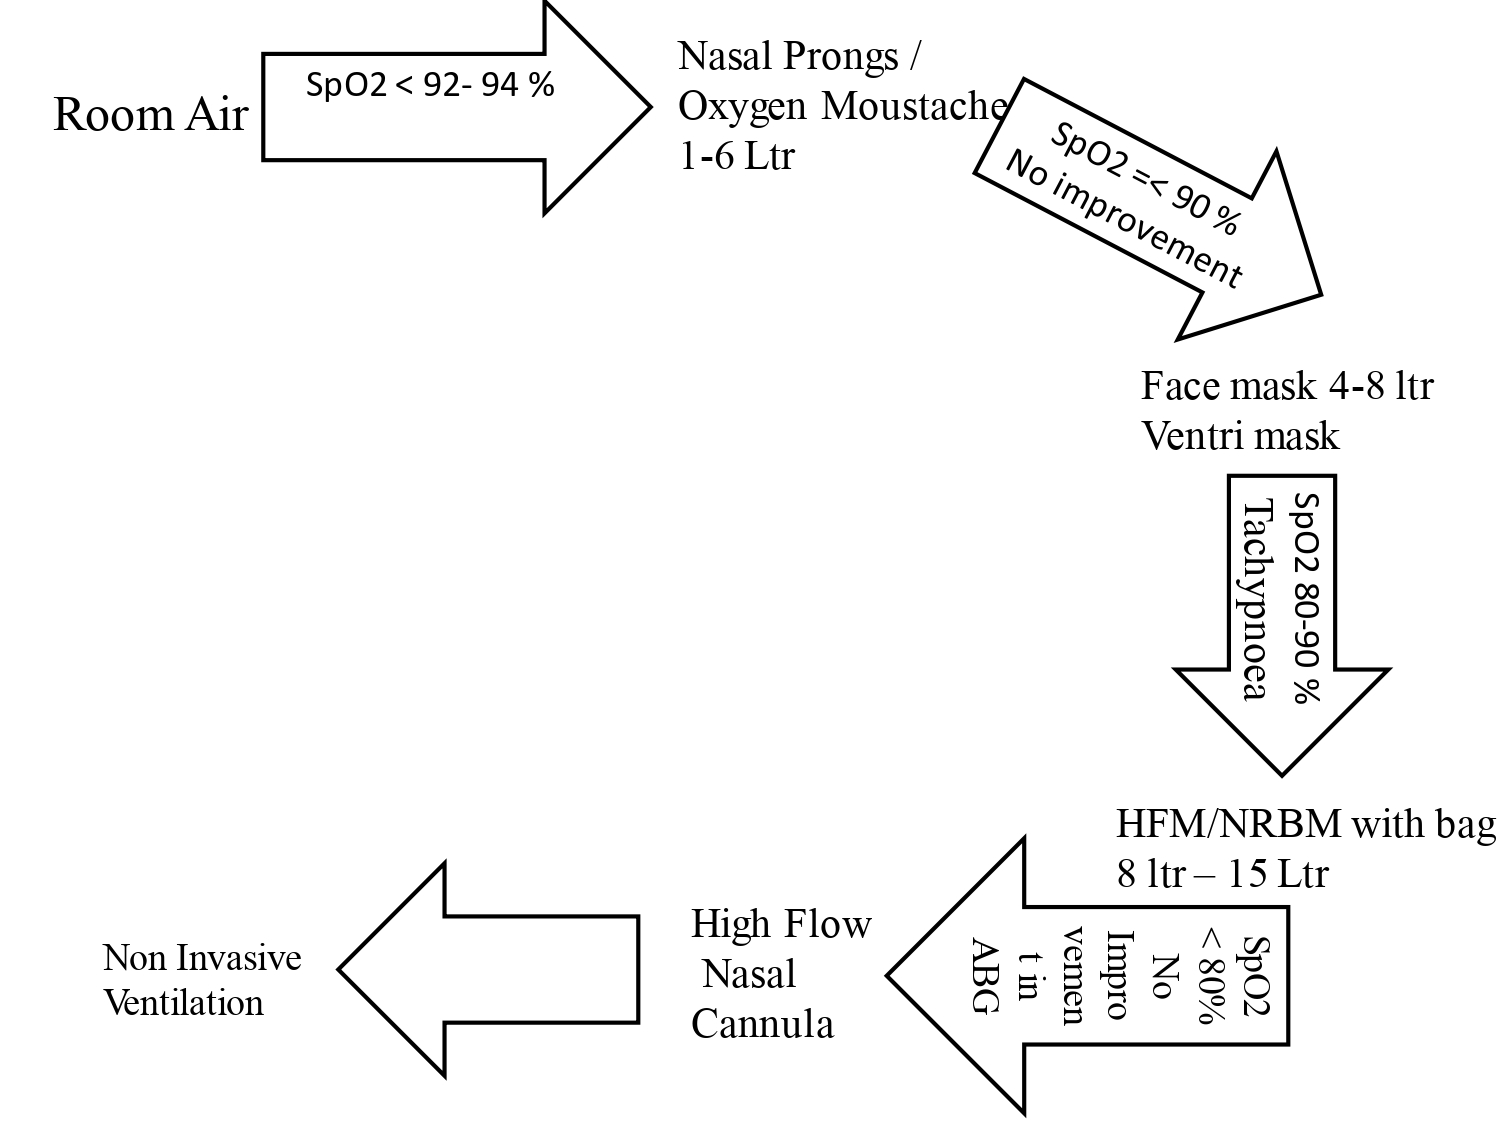 Room Air
SpO2 < 92- 94 %
Nasal Prongs /
Oxygen Moustache
1-6 Ltr
SpO2 =< 90 %
No improvement
Face mask 4-8 ltr
Ventri mask
SpO2 80-90 %
Tachypnoea
HFM/NRBM with bag
8 ltr – 15 Ltr
SpO2
< 80%
No
Impro
vemen
t in
ABG
High Flow
Nasal
Cannula
Non Invasive
Ventilation